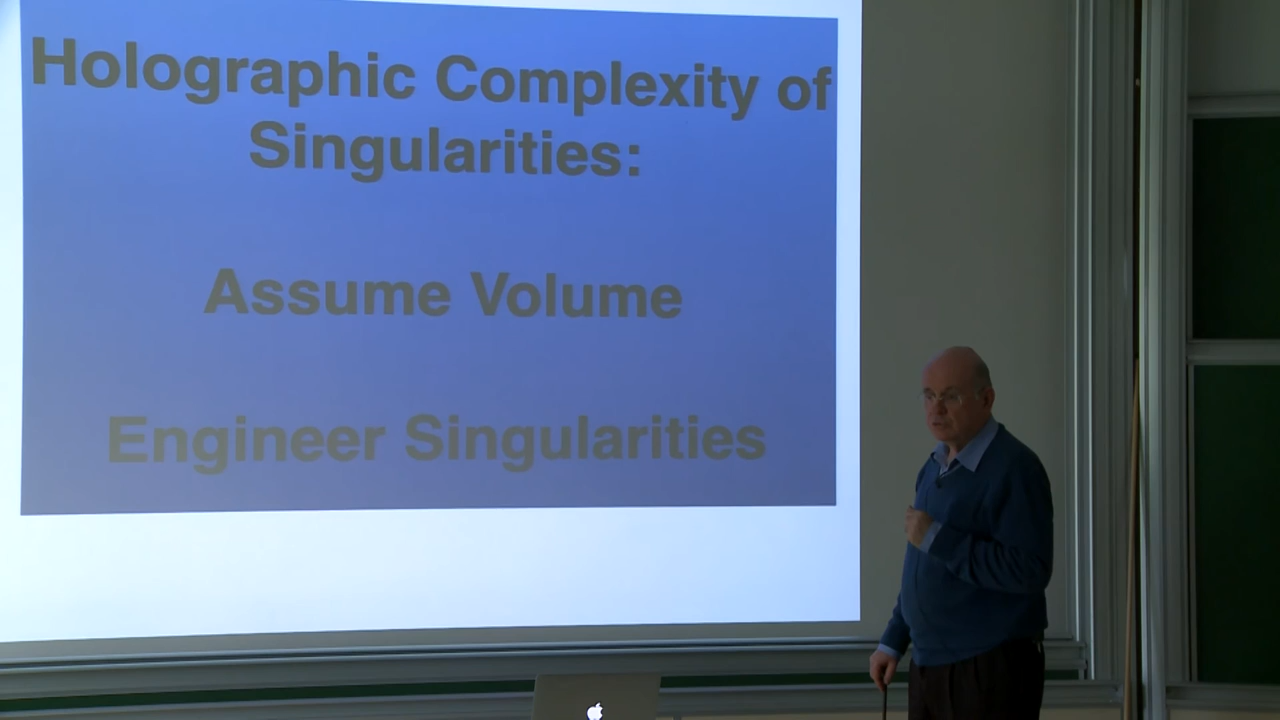 Holographic Complexity of
Singularities:
Assume Volume
Engineer Singularities